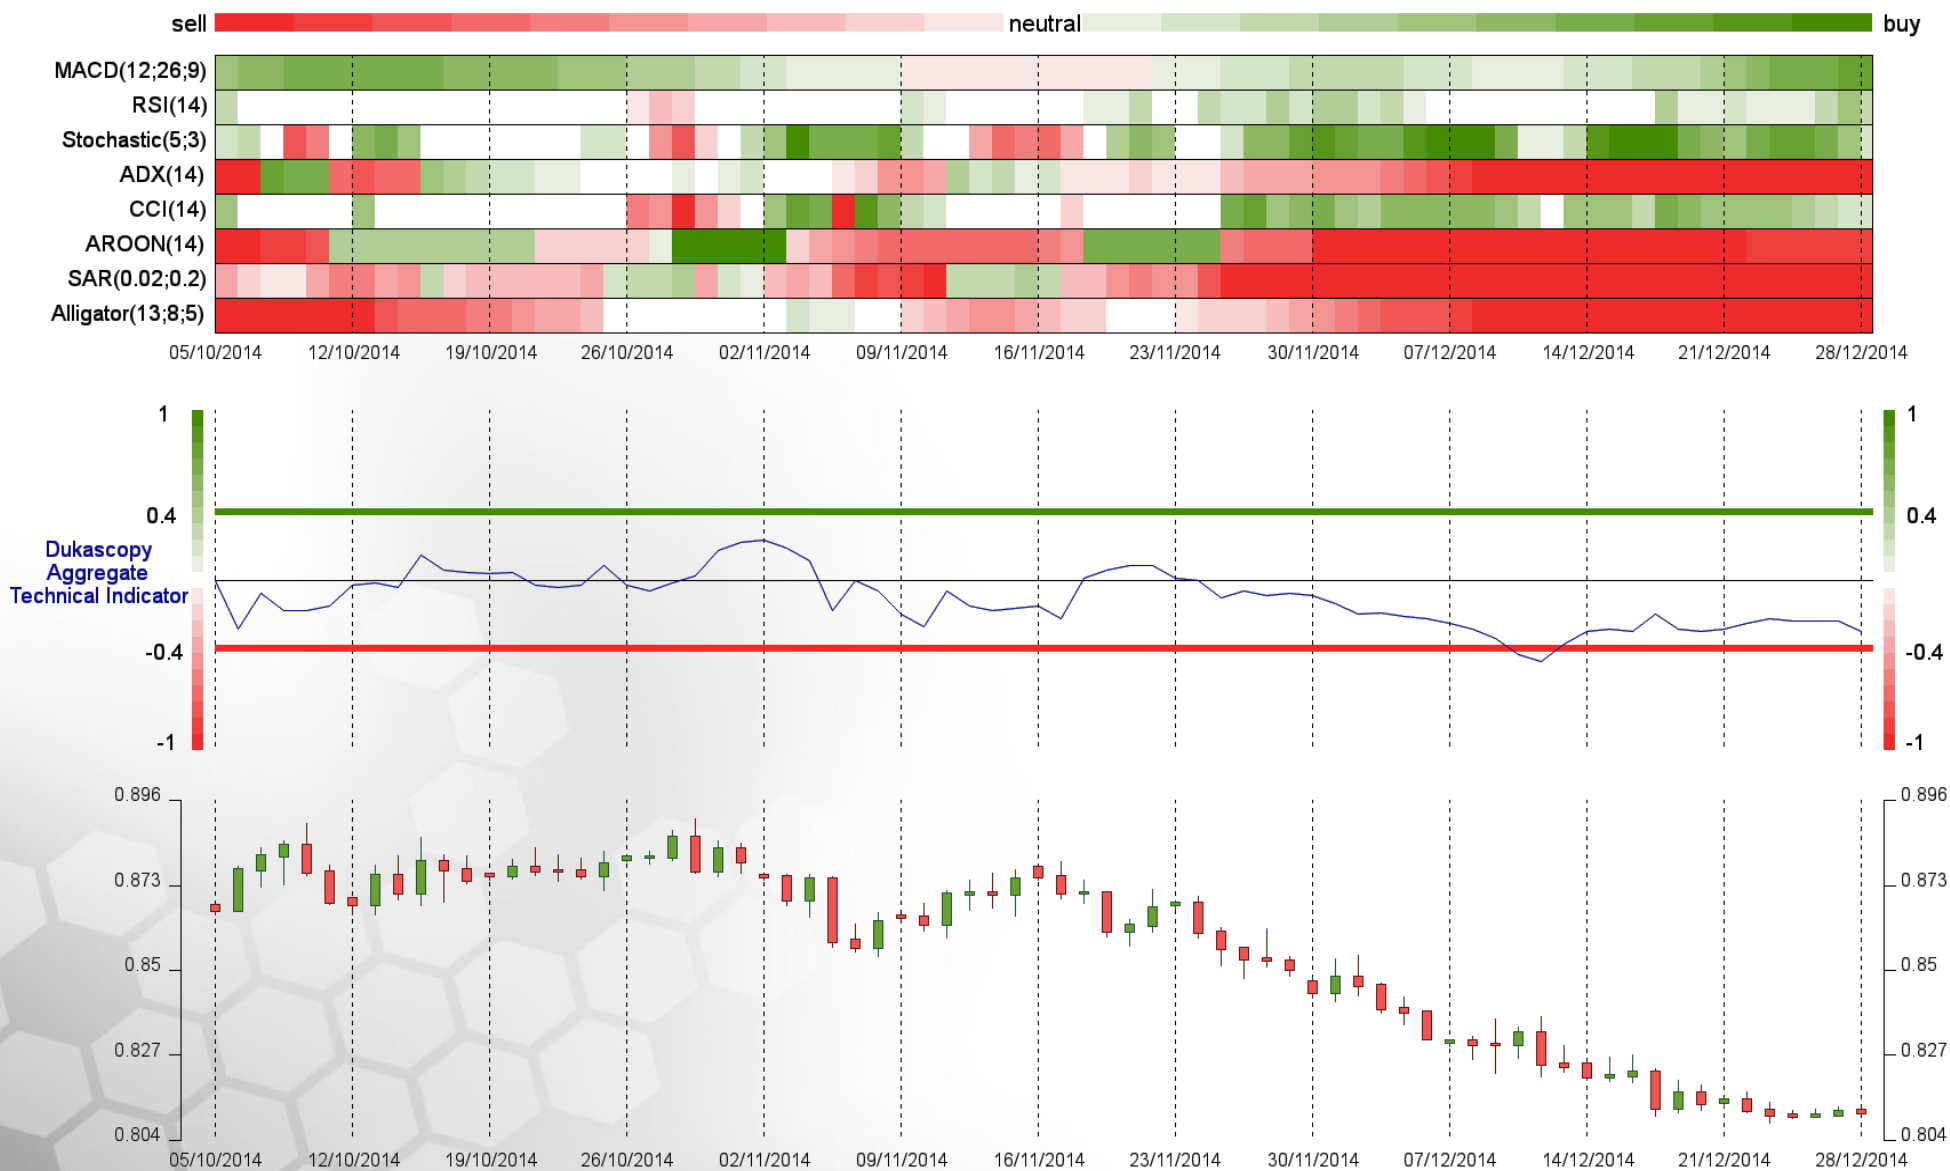 sell neutral buy
MACD(12;26;9)
RSI(14)
Stochastic(5;3)
ADX(14)
CCI(14)
AROON(14)
SAR(0.02;0.2)
Alligator(13;8;5)
05/10/2014 12/10/2014 19/10/2014 26/10/2014 02/11/2014 09/11/2014 16/11/2014 23/11/2014 30/11/2014 07/12/2014 14/12/2014 21/12/2014 28/12/2014
1 1
0.4 0.4
Dukascopy
Aggregate
Technical Indicator
-0.4 -0.4
-1 -1
0.896 0.896
0.873 0.873
0.85 0.85
0.827 0.827
0.804 0.804
05/10/2014 12/10/2014 19/10/2014 26/10/2014 02/11/2014 09/11/2014 16/11/2014 23/11/2014 30/11/2014 07/12/2014 14/12/2014 21/12/2014 28/12/2014